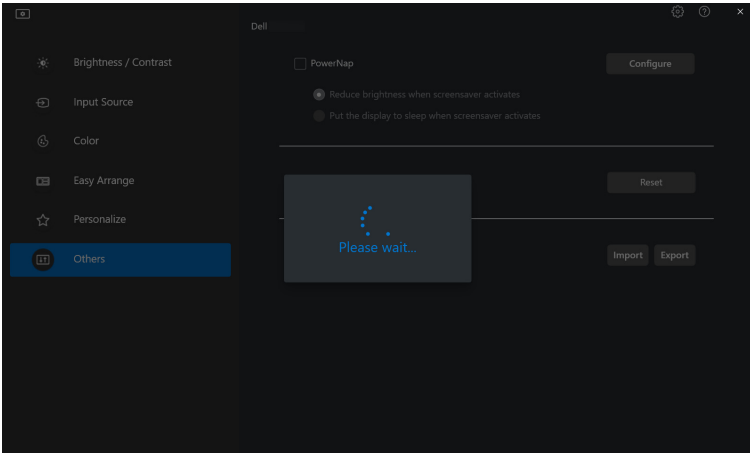 Dell
Brightness / Contrast
Input Source
Color
Easy Arrange
Personalize
Others
PowerNap
Configure
Reduce brightness when screensaver activates
Put the display to sleep when screensaver activates
Reset
Please wait...
Import
Export